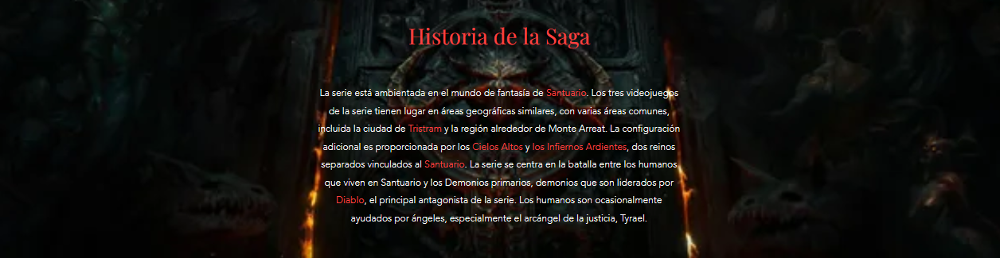 Historia de la Saga
La serie está ambientada en el mundo de fantasía de Santuario. Los tres videojuegos
de la serie tienen lugar en áreas geográficas similares, con varias áreas comunes,
incluida la ciudad de Tristram y la región alrededor de Monte Arreat. La configuración
adicional es proporcionada por los Cielos Altos y los Infiernos Ardientes, dos reinos
separados vinculados al Santuario. La serie se centra en la batalla entre los humanos
que viven en Santuario y los Demonios primarios, demonios que son liderados por
Diablo, el principal antagonista de la serie. Los humanos son ocasionalmente
ayudados por ángeles, especialmente el arcángel de la justicia, Tyrael.